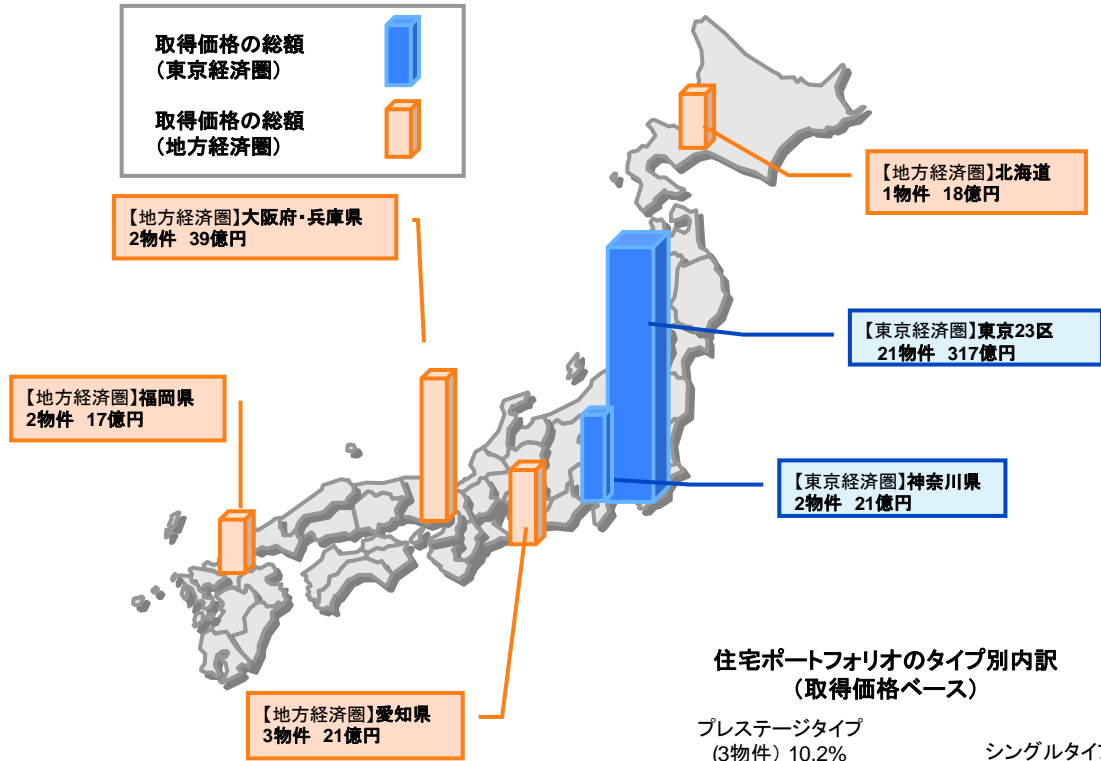 取得価格の総額
（東京経済圏）
取得価格の総額
（地方経済圏）
【地方経済圏】北海道
1物件 18億円
【地方経済圏】大阪府・兵庫県
2物件 39億円
【東京経済圏】東京23区
21物件 317億円
【地方経済圏】福岡県
2物件 17億円
【東京経済圏】神奈川県
2物件 21億円
【地方経済圏】愛知県
3物件 21億円
住宅ポートフォリオのタイプ別内訳
（取得価格ベース）
プレステージタイプ
（3物件）10.2%
シングルタイプ